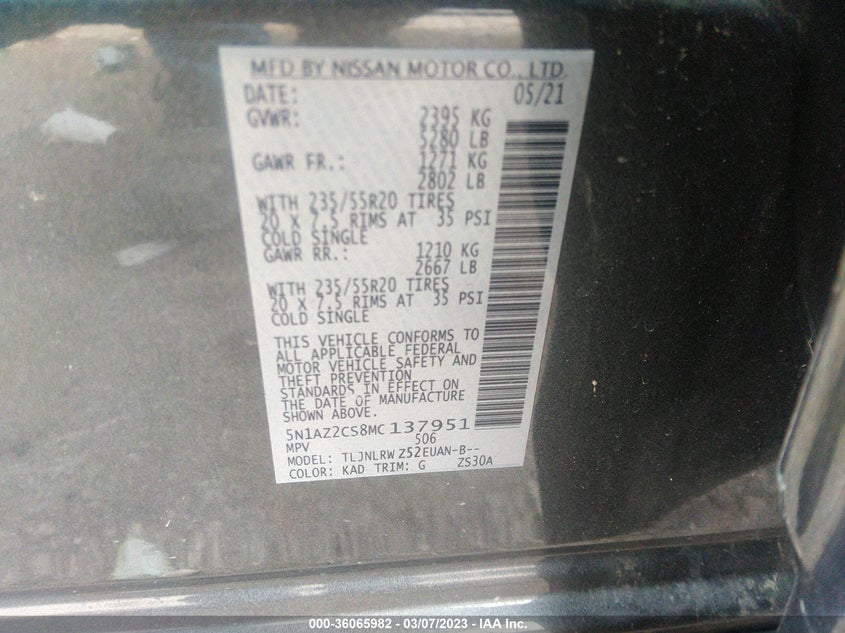 MFD BY NISSAN MOTOR CO., LTD.
DATE: 05/21
GVWR: 2395 KG
5280 LB
GAWR FR.: 1271 KG
2802 LB
WITH 235/55R20 TIRES
20 X 7.5 RIMS AT 35 PSI
COLD SINGLE
GAWR RR.: 1210 KG
2667 LB
WITH 235/55R20 TIRES
20 X 7.5 RIMS AT 35 PSI
COLD SINGLE
THIS VEHICLE CONFORMS TO
ALL APPLICABLE FEDERAL
MOTOR VEHICLE SAFETY AND
THEFT PREVENTION
STANDARDS IN EFFECT ON
THE DATE OF MANUFACTURE
SHOWN ABOVE.
5N1AZ2CS8MC137951
MPV 506
MODEL: TLJNLRW Z52EUAN-B--
COLOR: KAD TRIM: G ZS30A
000-36065982 - 03/07/2023 - IAA Inc.